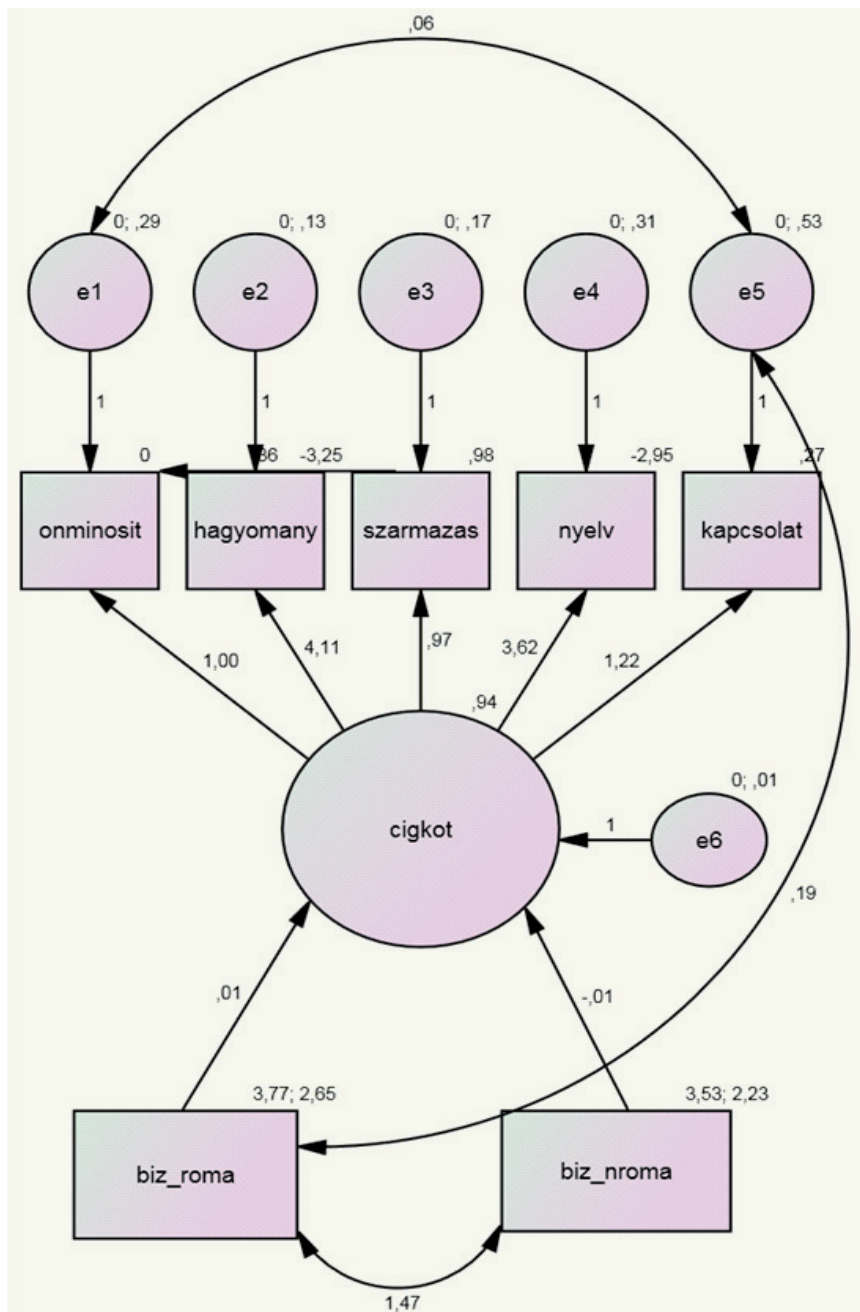 ,06
0; ,29
0; ,13
0; ,17
0; ,31
0; ,53
e1
e2
e3
e4
e5
1
1
1
1
1
0
-3,25
,98
-2,95
,27
onminosit
hagyomany
szarmazas
nyelv
kapcsolat
1,00
4,11
,97
3,62
1,22
,94
cigkot
0; ,01
1
e6
,19
,01
-,01
3,77; 2,65
3,53; 2,23
biz_roma
biz_nroma
1,47